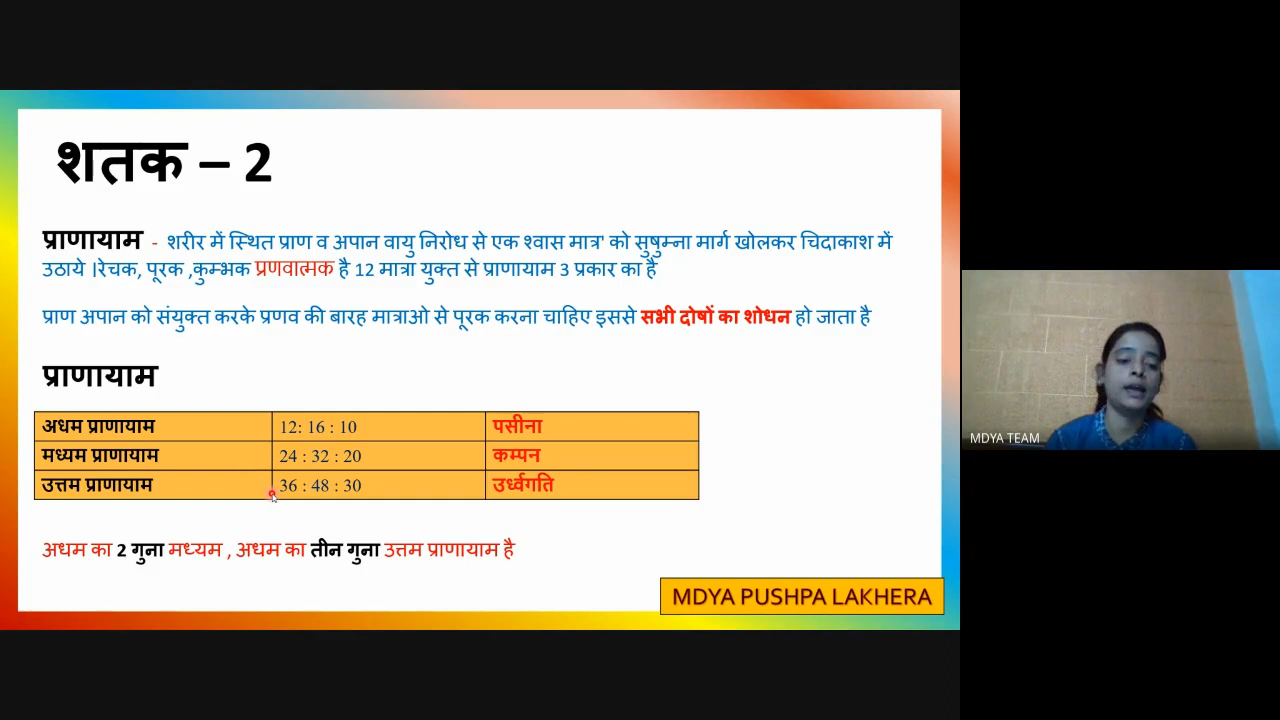 शतक – 2
प्राणायाम - शरीर में स्थित प्राण व अपान वायु निरोध से एक श्वास मात्र' को सुषुम्ना मार्ग खोलकर चिदाकाश में
उठाये ।रेचक, पूरक ,कुम्भक प्रणवात्मक है 12 मात्रा युक्त से प्राणायाम 3 प्रकार का है
प्राण अपान को संयुक्त करके प्रणव की बारह मात्राओ से पूरक करना चाहिए इससे सभी दोषों का शोधन हो जाता है
प्राणायाम
अधम प्राणायाम 12: 16 : 10 पसीना
मध्यम प्राणायाम 24 : 32 : 20 कम्पन
उत्तम प्राणायाम 36 : 48 : 30 उर्ध्वगति
अधम का 2 गुना मध्यम , अधम का तीन गुना उत्तम प्राणायाम है
MDYA PUSHPA LAKHERA
MDYA TEAM